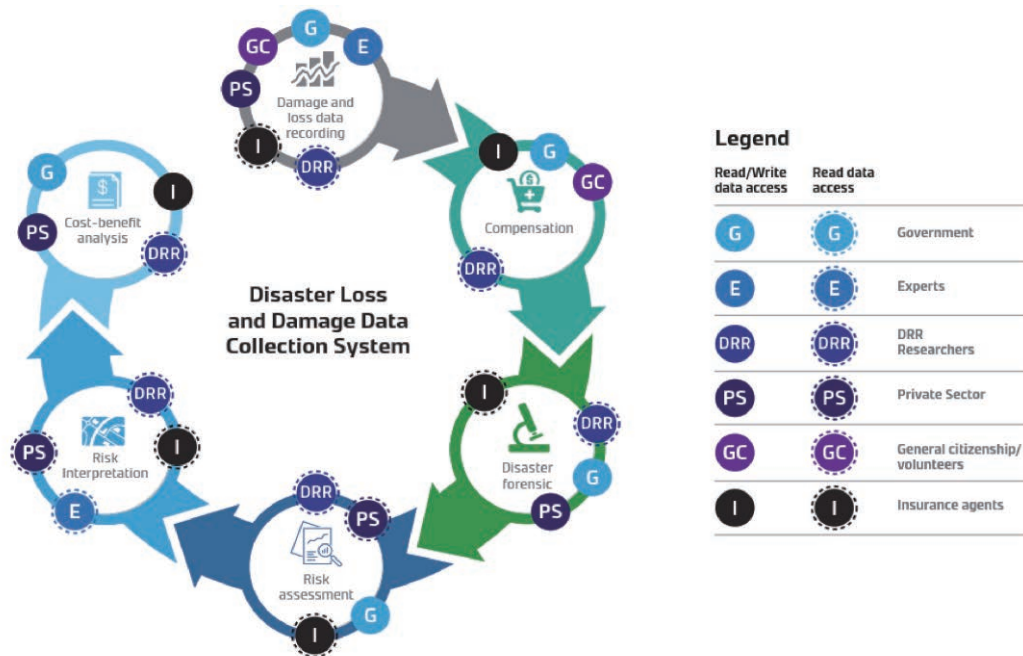 GC
G
E
PS
Damage and
loss data
recording
I
DRR
I
G
GC
Compensation
DRR
I
DRR
Disaster
forensic
G
PS
DRR
PS
Risk
assessment
G
I
DRR
PS
I
Risk
Interpretation
E
G
$
I
Cost-benefit
analysis
PS
DRR
Disaster Loss
and Damage Data
Collection System
Legend
Read/Write
data access
Read data
access
G G Government
E E Experts
DRR DRR DRR
Researchers
PS PS Private Sector
GC GC General citizenship/
volunteers
I I Insurance agents